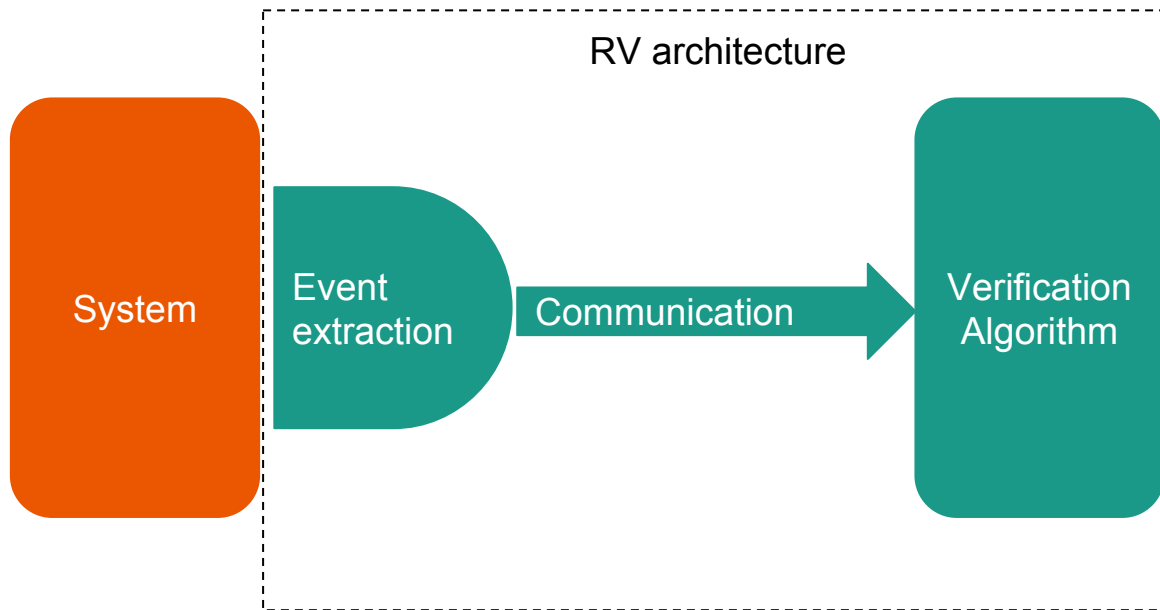 RV architecture
System
Event
extraction
Communication
Verification
Algorithm